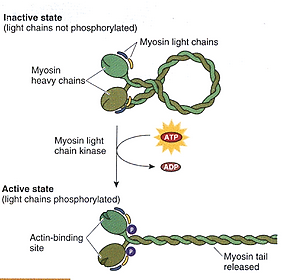 Inactive state
(light chains not phosphorylated)
Myosin light chains
Myosin
heavy chains
Myosin light
chain kinase
ATP
ADP
Active state
(light chains phosphorylated)
P
Actin-binding
site
P
Myosin tail
released